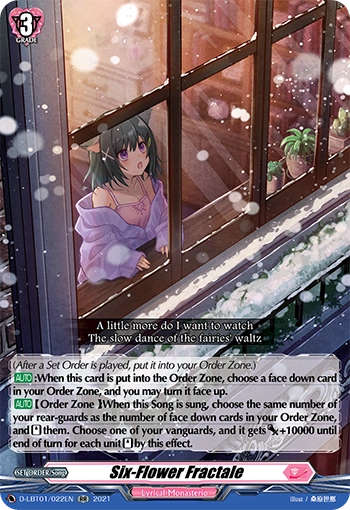 3
GRADE
A little more do I want to watch
The slow dance of the fairies' waltz
(After a Set Order is played, put it into your Order Zone.)
AUTO:When this card is put into the Order Zone, choose a face down card
in your Order Zone, and you may turn it face up.
AUTO【Order Zone】When this Song is sung, choose the same number of
your rear-guards as the number of face down cards in your Order Zone,
and [ ] them. Choose one of your vanguards, and it gets +10000 until
end of turn for each unit [ ] by this effect.
SET ORDER/Song
Six-Flower Fractale
Lyrical Monasterio
D-LBT01/022EN RR 2021
illust / 桑原世那